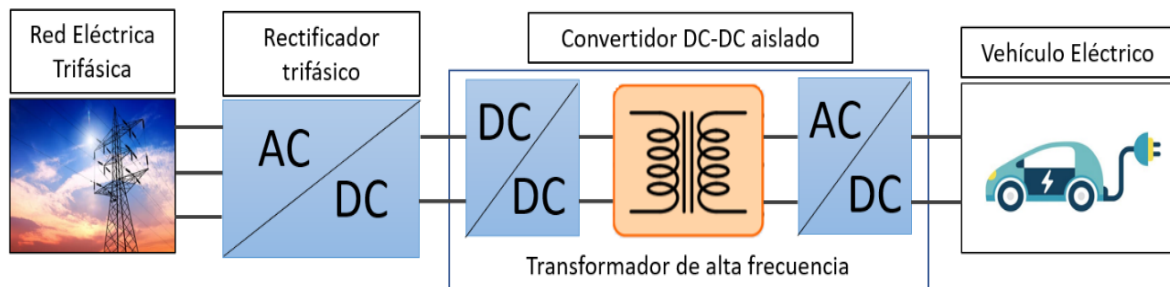 Red Eléctrica
Trifásica
Rectificador
trifásico
Convertidor DC-DC aislado
Vehículo Eléctrico
AC
DC
DC
DC
AC
DC
Transformador de alta frecuencia